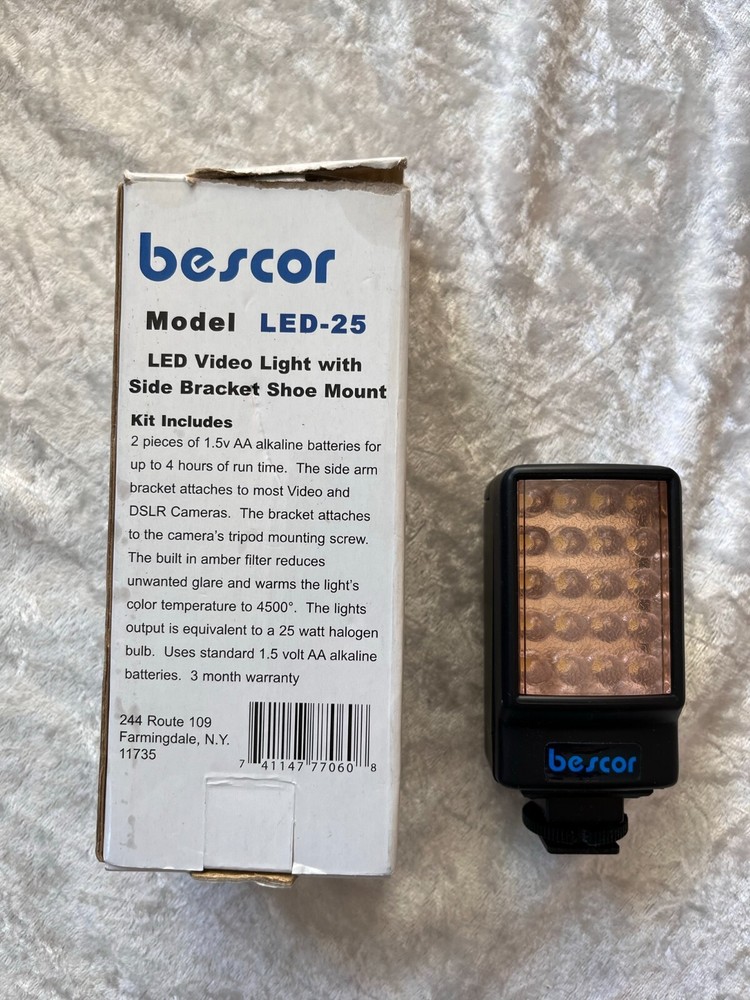 bescor
Model LED-25
LED Video Light with
Side Bracket Shoe Mount
Kit Includes
2 pieces of 1.5v AA alkaline batteries for
up to 4 hours of run time. The side arm
bracket attaches to most Video and
DSLR Cameras. The bracket attaches
to the camera's tripod mounting screw.
The built in amber filter reduces
unwanted glare and warms the light's
color temperature to 4500°. The lights
output is equivalent to a 25 watt halogen
bulb. Uses standard 1.5 volt AA alkaline
batteries. 3 month warranty
244 Route 109
Farmingdale, N.Y.
11735
7 41147 77060 8
bescor